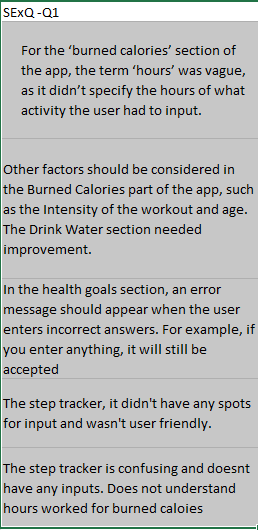 SExQ -Q1
For the ‘burned calories’ section of
the app, the term ‘hours’ was vague,
as it didn’t specify the hours of what
activity the user had to input.
Other factors should be considered in
the Burned Calories part of the app, such
as the Intensity of the workout and age.
The Drink Water section needed
improvement.
In the health goals section, an error
message should appear when the user
enters incorrect answers. For example, if
you enter anything, it will still be
accepted
The step tracker, it didn't have any spots
for input and wasn't user friendly.
The step tracker is confusing and doesnt
have any inputs. Does not understand
hours worked for burned caloies